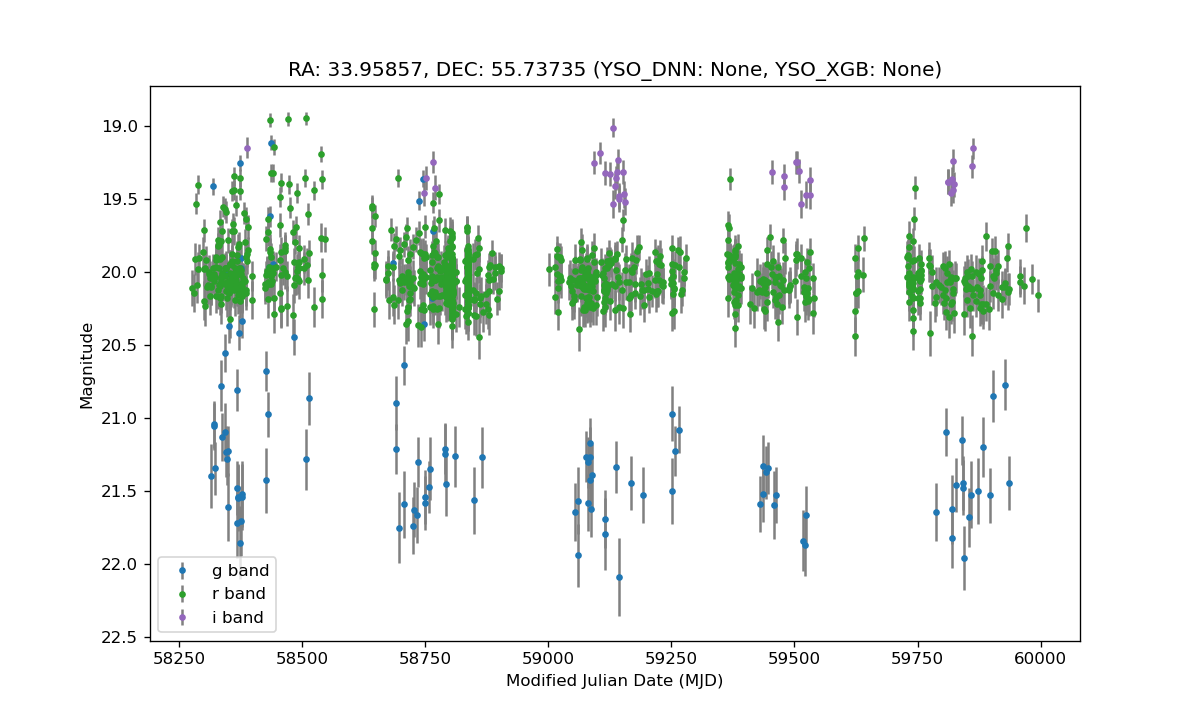 RA: 33.95857, DEC: 55.73735 (YSO_DNN: None, YSO_XGB: None)
19.0
19.5
20.0
20.5
21.0
21.5
22.0
22.5
Magnitude
g band
r band
i band
58250 58500 58750 59000 59250 59500 59750 60000
Modified Julian Date (MJD)